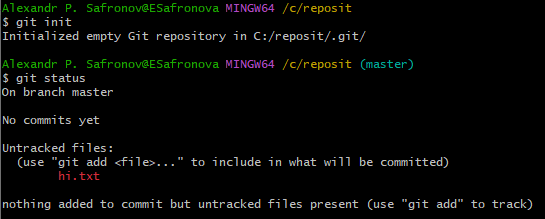 Alexandr P. Safronov@ESafronova MINGW64 /c/reposit
$ git init
Initialized empty Git repository in C:/reposit/.git/
Alexandr P. Safronov@ESafronova MINGW64 /c/reposit (master)
$ git status
On branch master
No commits yet
Untracked files:
(use "git add <file>..." to include in what will be committed)
hi.txt
nothing added to commit but untracked files present (use "git add" to track)